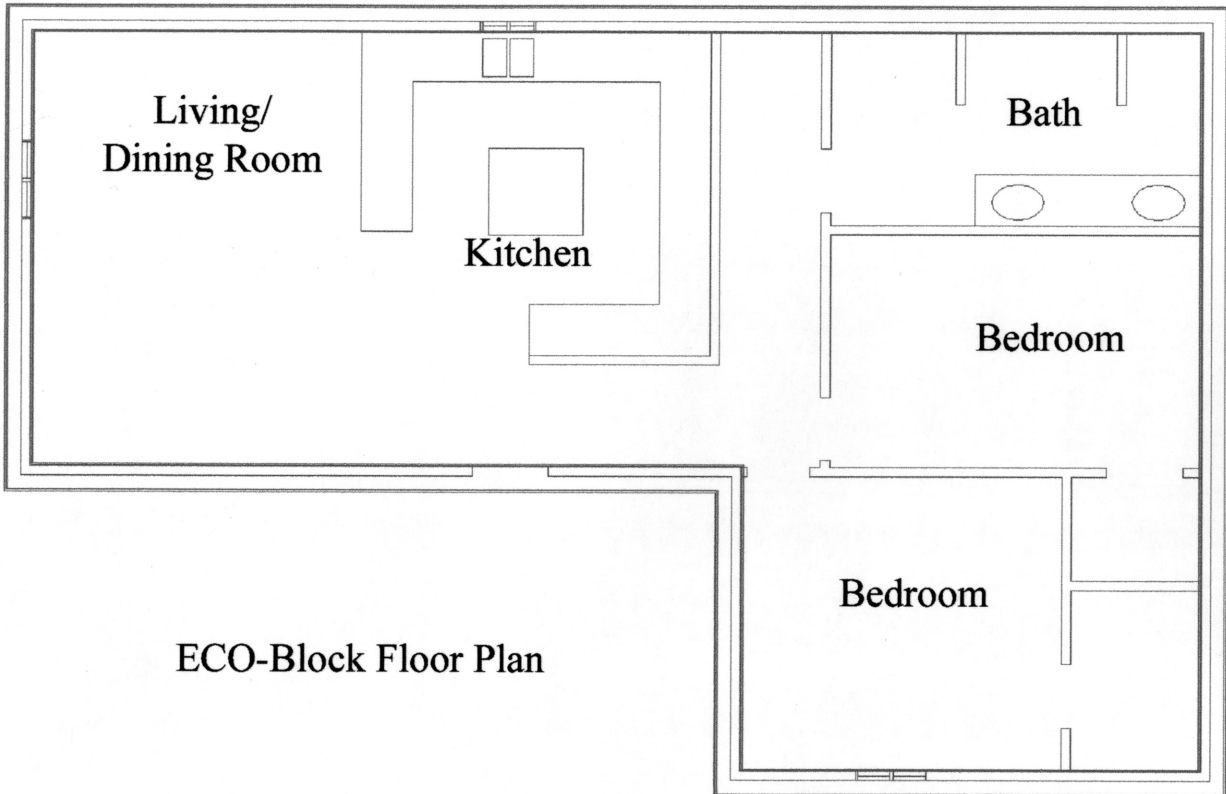 Living/
Dining Room
Kitchen
Bath
Bedroom
Bedroom
ECO-Block Floor Plan